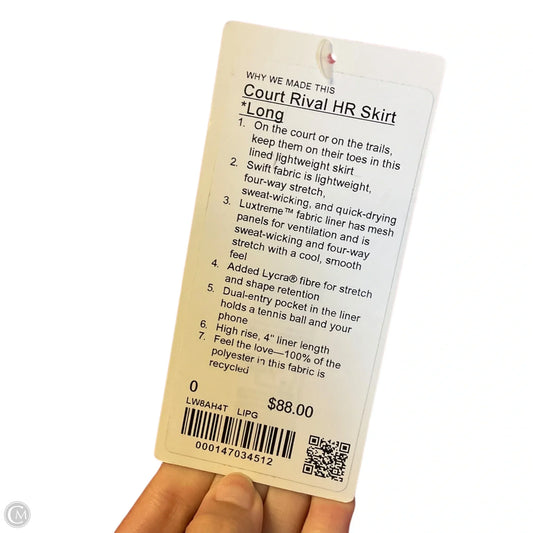 WHY WE MADE THIS
Court Rival HR Skirt
*Long
1. On the court or on the trails,
keep them on their toes in this
lined lightweight skirt
2. Swift fabric is lightweight,
four-way stretch,
sweat-wicking, and quick-drying
3. Luxtreme™ fabric liner has mesh
panels for ventilation and is
sweat-wicking and four-way
stretch with a cool, smooth
feel
4. Added Lycra® fibre for stretch
and shape retention
5. Dual-entry pocket in the liner
holds a tennis ball and your
phone
6. High rise, 4" liner length
7. Feel the love—100% of the
polyester in this fabric is
recycled
0 $88.00
LW8AH4T LIPG
000147034512
CM